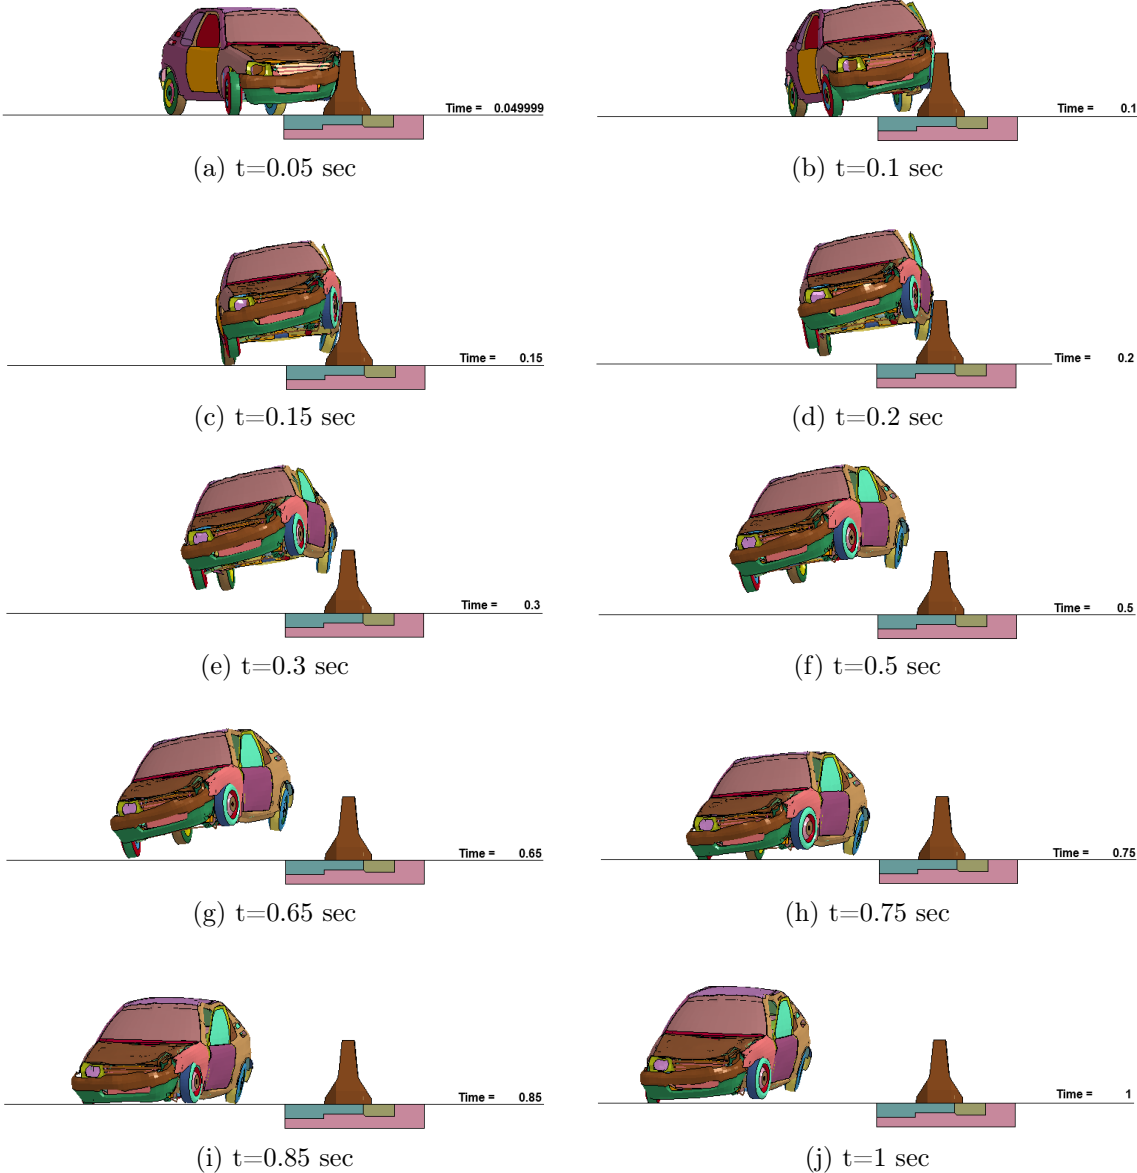 Time = 0.049999
Time = 0.1
(a) t=0.05 sec
(b) t=0.1 sec
Time = 0.15
Time = 0.2
(c) t=0.15 sec
(d) t=0.2 sec
Time = 0.3
Time = 0.5
(e) t=0.3 sec
(f) t=0.5 sec
Time = 0.65
Time = 0.75
(g) t=0.65 sec
(h) t=0.75 sec
Time = 0.85
Time = 1
(i) t=0.85 sec
(j) t=1 sec